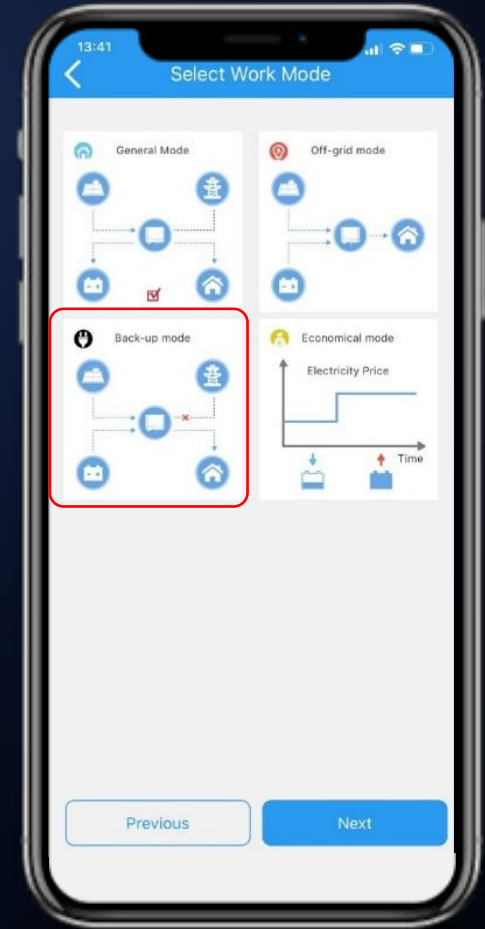 13:41
Select Work Mode
General Mode
Off-grid mode
Back-up mode
Economical mode
Electricity Price
Time
Previous
Next